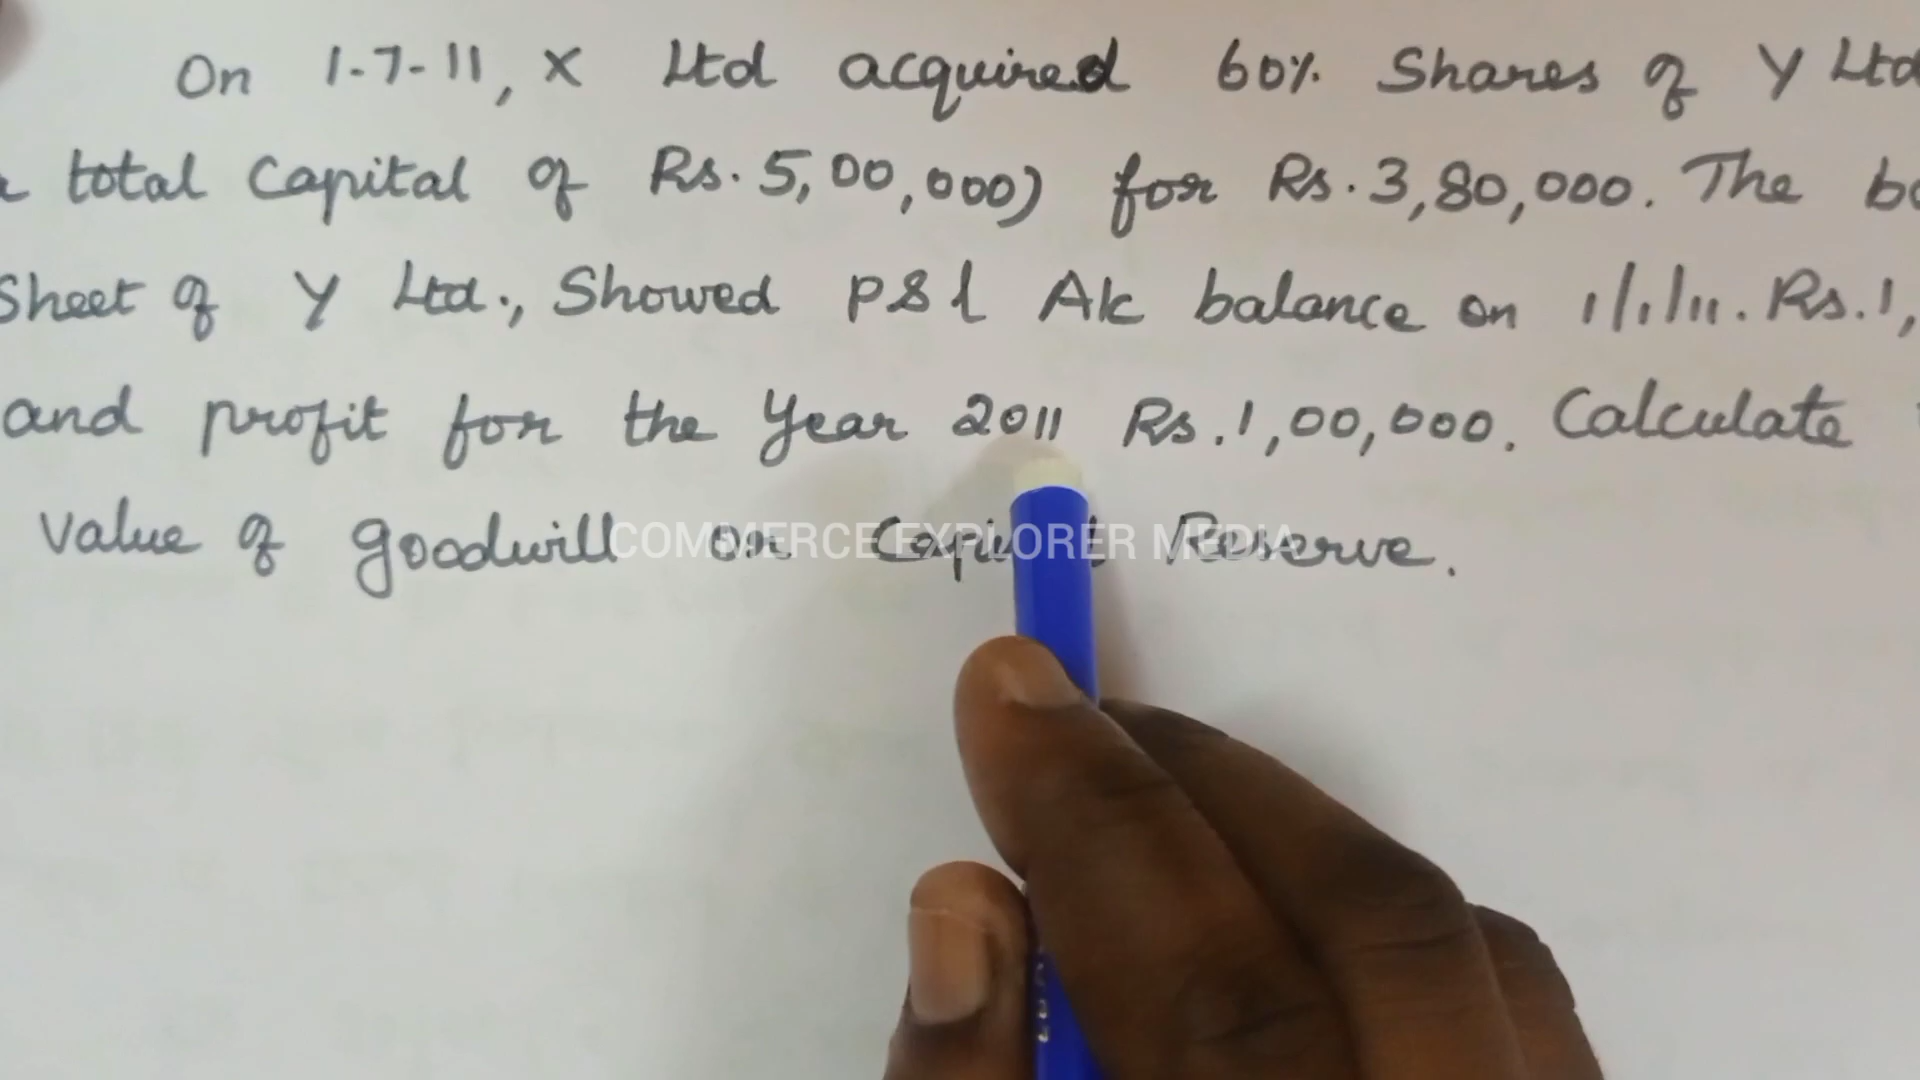 On 1-7-11, X Ltd acquired 60% Shares of Y Ltd
total Capital of Rs. 5,00,000) for Rs. 3,80,000. The
Sheet of Y Ltd., Showed P&L A/c balance on 1/1/11. Rs. 1,
and profit for the Year 2011 Rs. 1,00,000. Calculate
Value of goodwill or Capital Reserve.
COMMERCE EXPLORER MEDIA